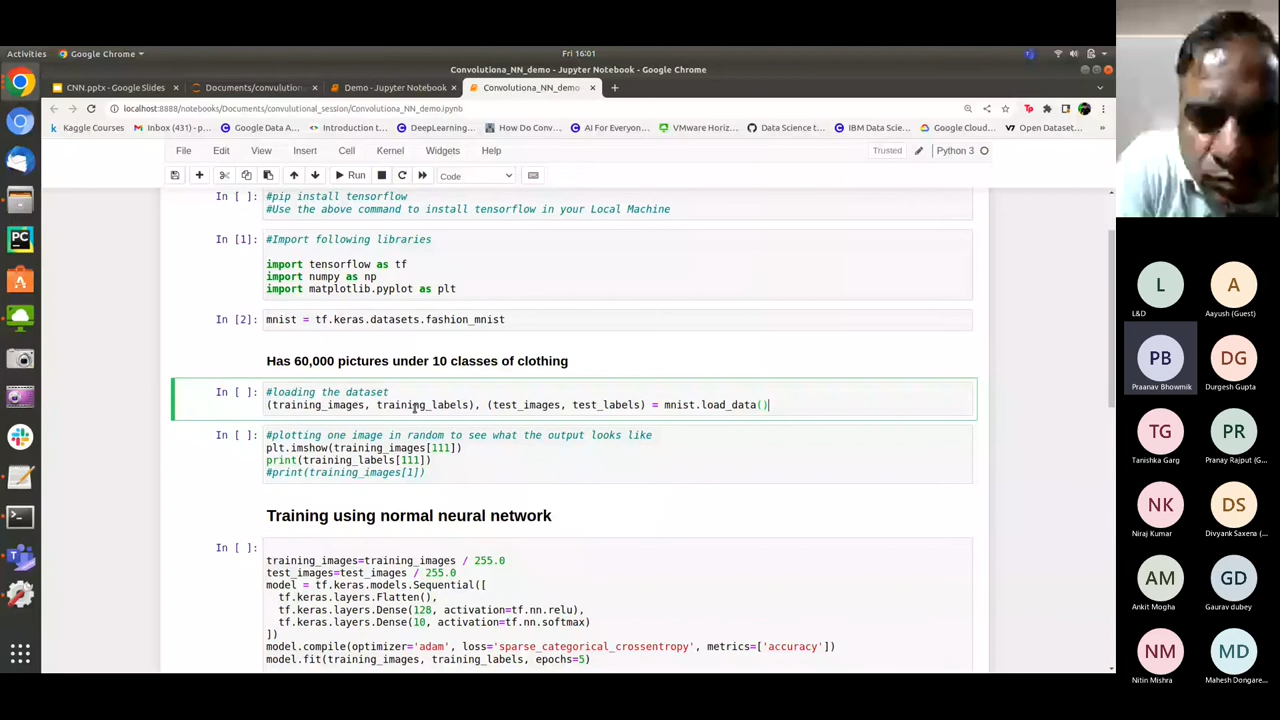 Activities
Google Chrome
Fri 16:01
Convolutiona_NN_demo - Jupyter Notebook - Google Chrome
CNN.pptx - Google Slides
Documents/convolution
Demo - Jupyter Notebook
Convolutiona_NN_demo
localhost:8888/notebooks/Documents/convulutional_session/Convolutiona_NN_demo.ipynb
Kaggle Courses
Inbox (431) - p...
Google Data A...
Introduction t...
DeepLearning...
How Do Conv...
AI For Everyon...
VMware Horiz...
Data Science t...
IBM Data Scie...
Google Cloud...
Open Dataset...
File Edit View Insert Cell Kernel Widgets Help
Trusted
Python 3
Run
Code
In [ ]:
#pip install tensorflow
#Use the above command to install tensorflow in your Local Machine
In [1]:
#Import following libraries
import tensorflow as tf
import numpy as np
import matplotlib.pyplot as plt
In [2]:
mnist = tf.keras.datasets.fashion_mnist
Has 60,000 pictures under 10 classes of clothing
In [ ]:
#loading the dataset
(training_images, training_labels), (test_images, test_labels) = mnist.load_data()
In [ ]:
#plotting one image in random to see what the output looks like
plt.imshow(training_images[111])
print(training_labels[111])
#print(training_images[1])
Training using normal neural network
In [ ]:
training_images=training_images / 255.0
test_images=test_images / 255.0
model = tf.keras.models.Sequential([
tf.keras.layers.Flatten(),
tf.keras.layers.Dense(128, activation=tf.nn.relu),
tf.keras.layers.Dense(10, activation=tf.nn.softmax)
])
model.compile(optimizer='adam', loss='sparse_categorical_crossentropy', metrics=['accuracy'])
model.fit(training_images, training_labels, epochs=5)
L
L&D
A
Aayush (Guest)
PB
Praanav Bhowmik
DG
Durgesh Gupta
TG
Tanishka Garg
PR
Pranay Rajput (G...
NK
Niraj Kumar
DS
Divyank Saxena (...
AM
Ankit Mogha
GD
Gaurav dubey
NM
Nitin Mishra
MD
Mahesh Dongare...